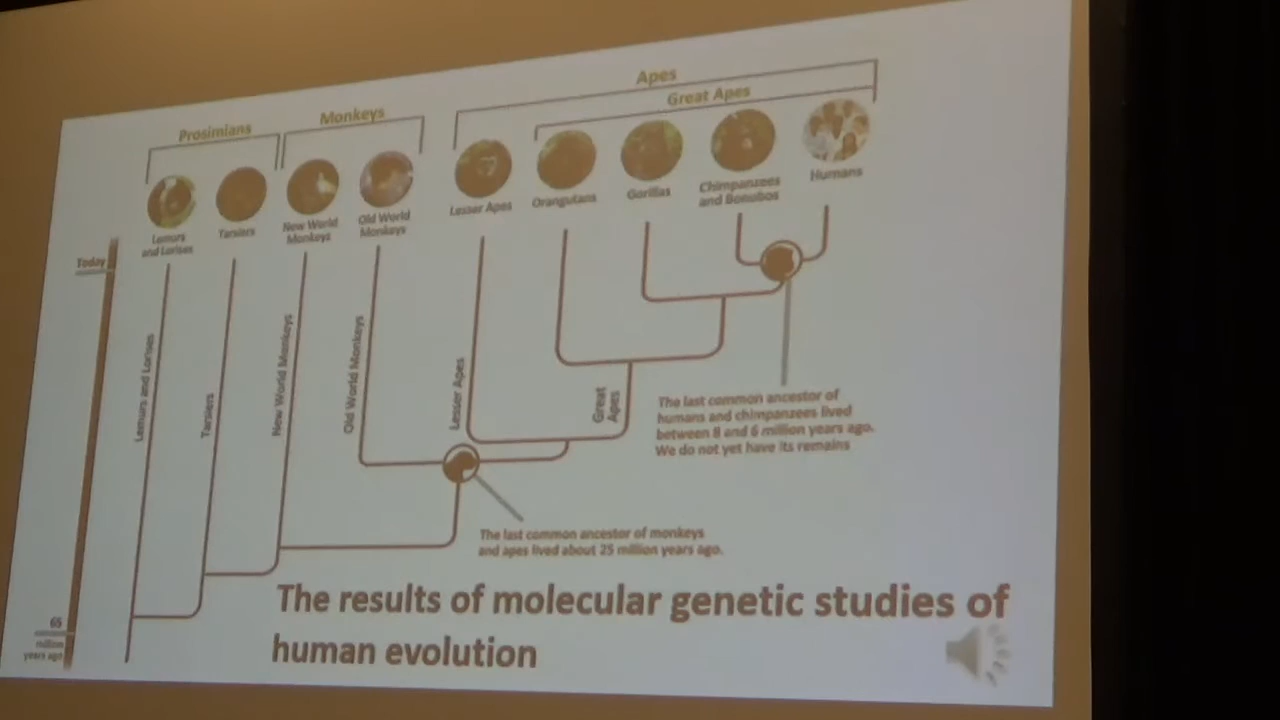 Apes
Great Apes
Monkeys
Prosimians
Lemurs
and Lorises
Tarsiers
New World
Monkeys
Old World
Monkeys
Lesser Apes
Orangutans
Gorillas
Chimpanzees
and Bonobos
Humans
Today
Lemurs and Lorises
Tarsiers
New World Monkeys
Old World Monkeys
Lesser Apes
Great
Apes
The last common ancestor of
humans and chimpanzees lived
between 8 and 6 million years ago.
We do not yet have its remains
The last common ancestor of monkeys
and apes lived about 25 million years ago.
65
million
years ago
The results of molecular genetic studies of
human evolution